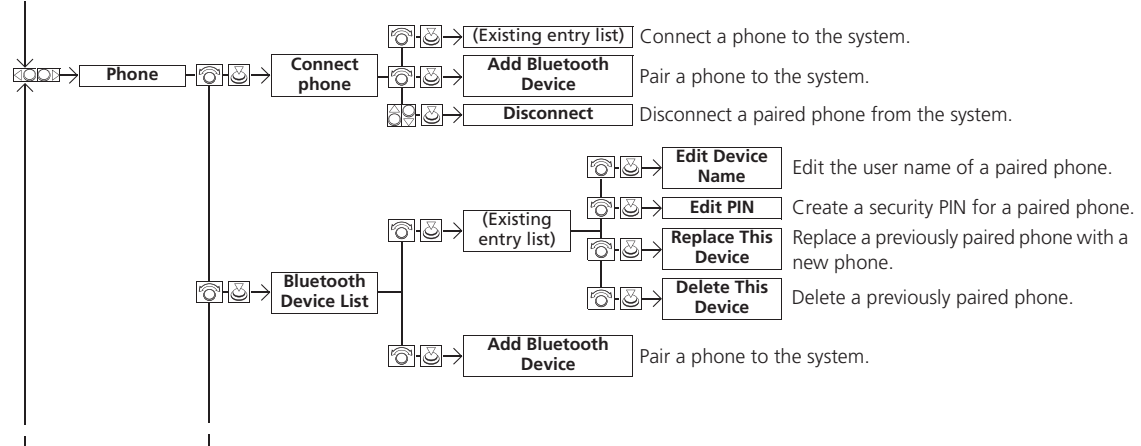 (Existing entry list) Connect a phone to the system.
Phone
Connect
phone
Add Bluetooth
Device
Pair a phone to the system.
Disconnect Disconnect a paired phone from the system.
Edit Device
Name
Edit the user name of a paired phone.
(Existing
entry list)
Edit PIN Create a security PIN for a paired phone.
Replace This
Device
Replace a previously paired phone with a
new phone.
Bluetooth
Device List
Delete This
Device
Delete a previously paired phone.
Add Bluetooth
Device
Pair a phone to the system.